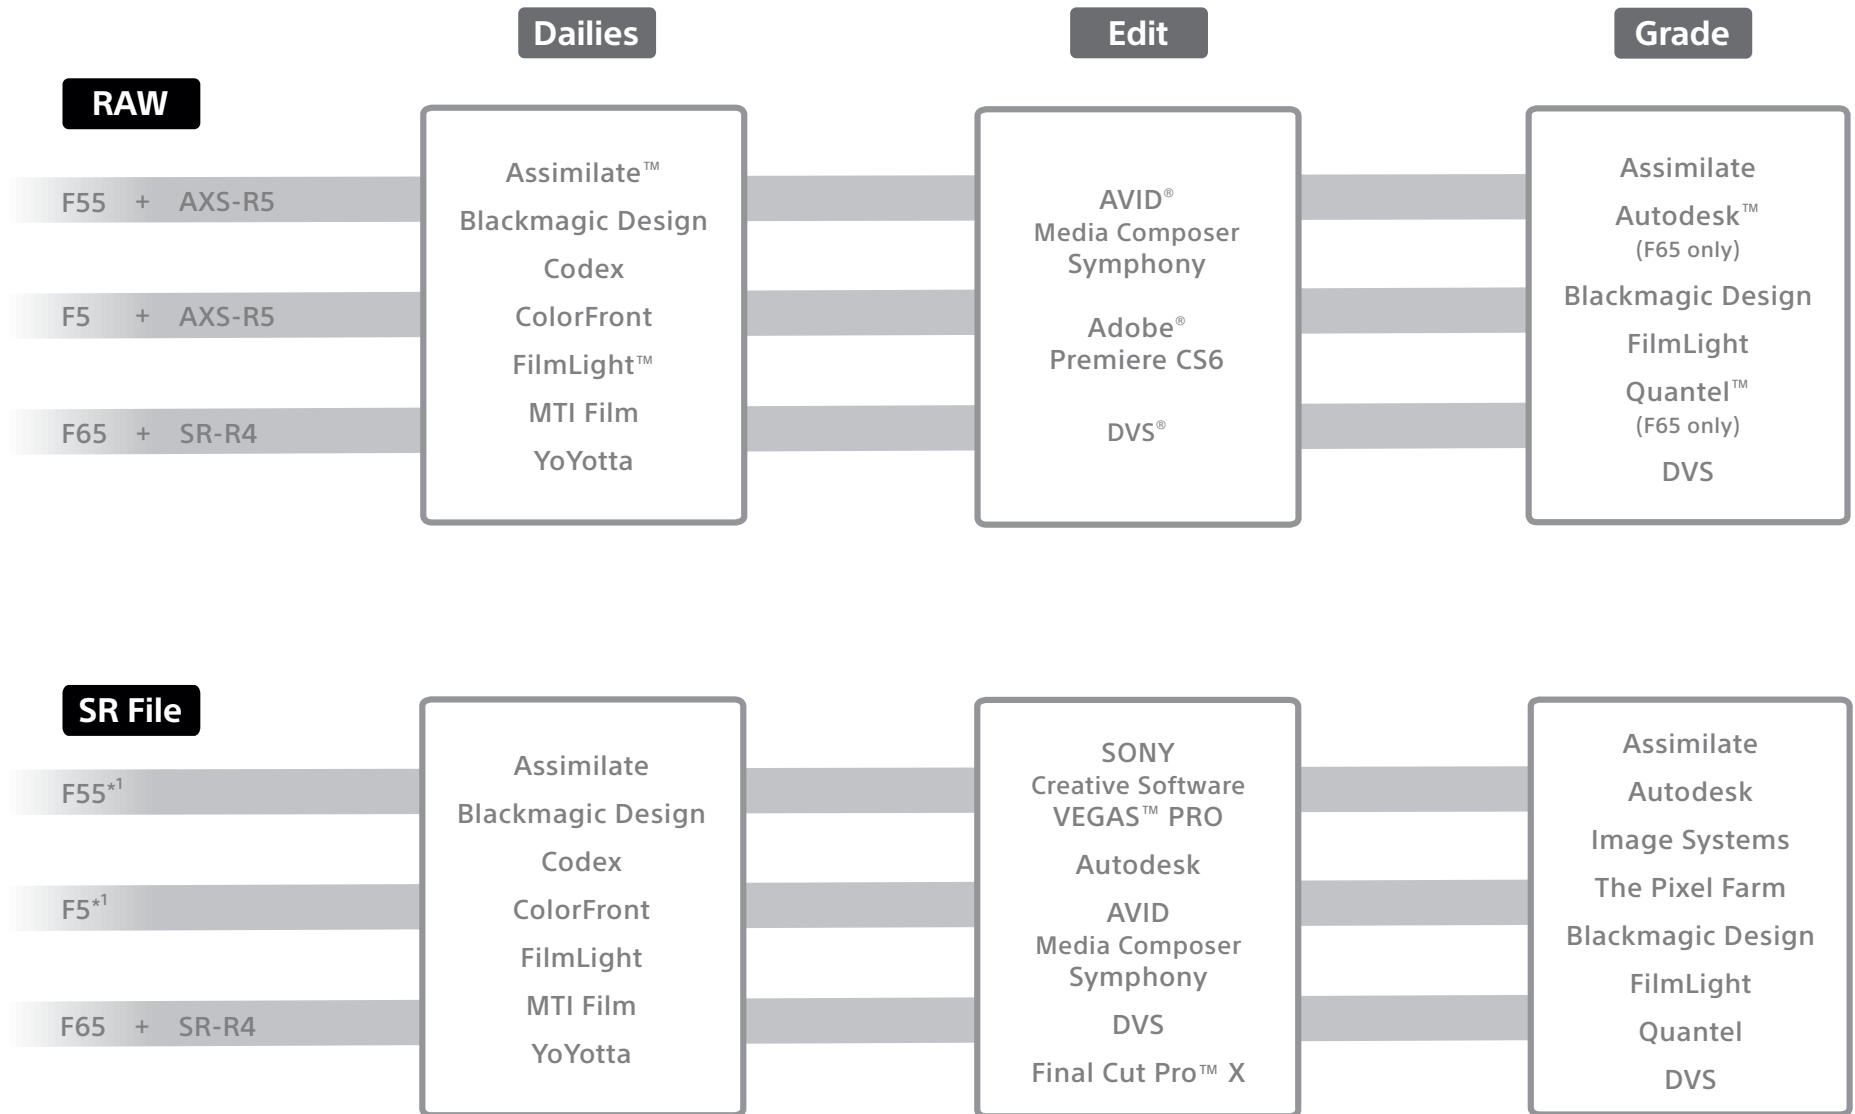 Dailies
Edit
Grade
RAW
F55 + AXS-R5
F5 + AXS-R5
F65 + SR-R4
Assimilate™
Blackmagic Design
Codex
ColorFront
FilmLight™
MTI Film
YoYotta
AVID®
Media Composer
Symphony
Adobe®
Premiere CS6
DVS®
Assimilate
Autodesk™
(F65 only)
Blackmagic Design
FilmLight
Quantel™
(F65 only)
DVS
SR File
F55*1
F5*1
F65 + SR-R4
Assimilate
Blackmagic Design
Codex
ColorFront
FilmLight
MTI Film
YoYotta
SONY
Creative Software
VEGAS™ PRO
Autodesk
AVID
Media Composer
Symphony
DVS
Final Cut Pro™ X
Assimilate
Autodesk
Image Systems
The Pixel Farm
Blackmagic Design
FilmLight
Quantel
DVS